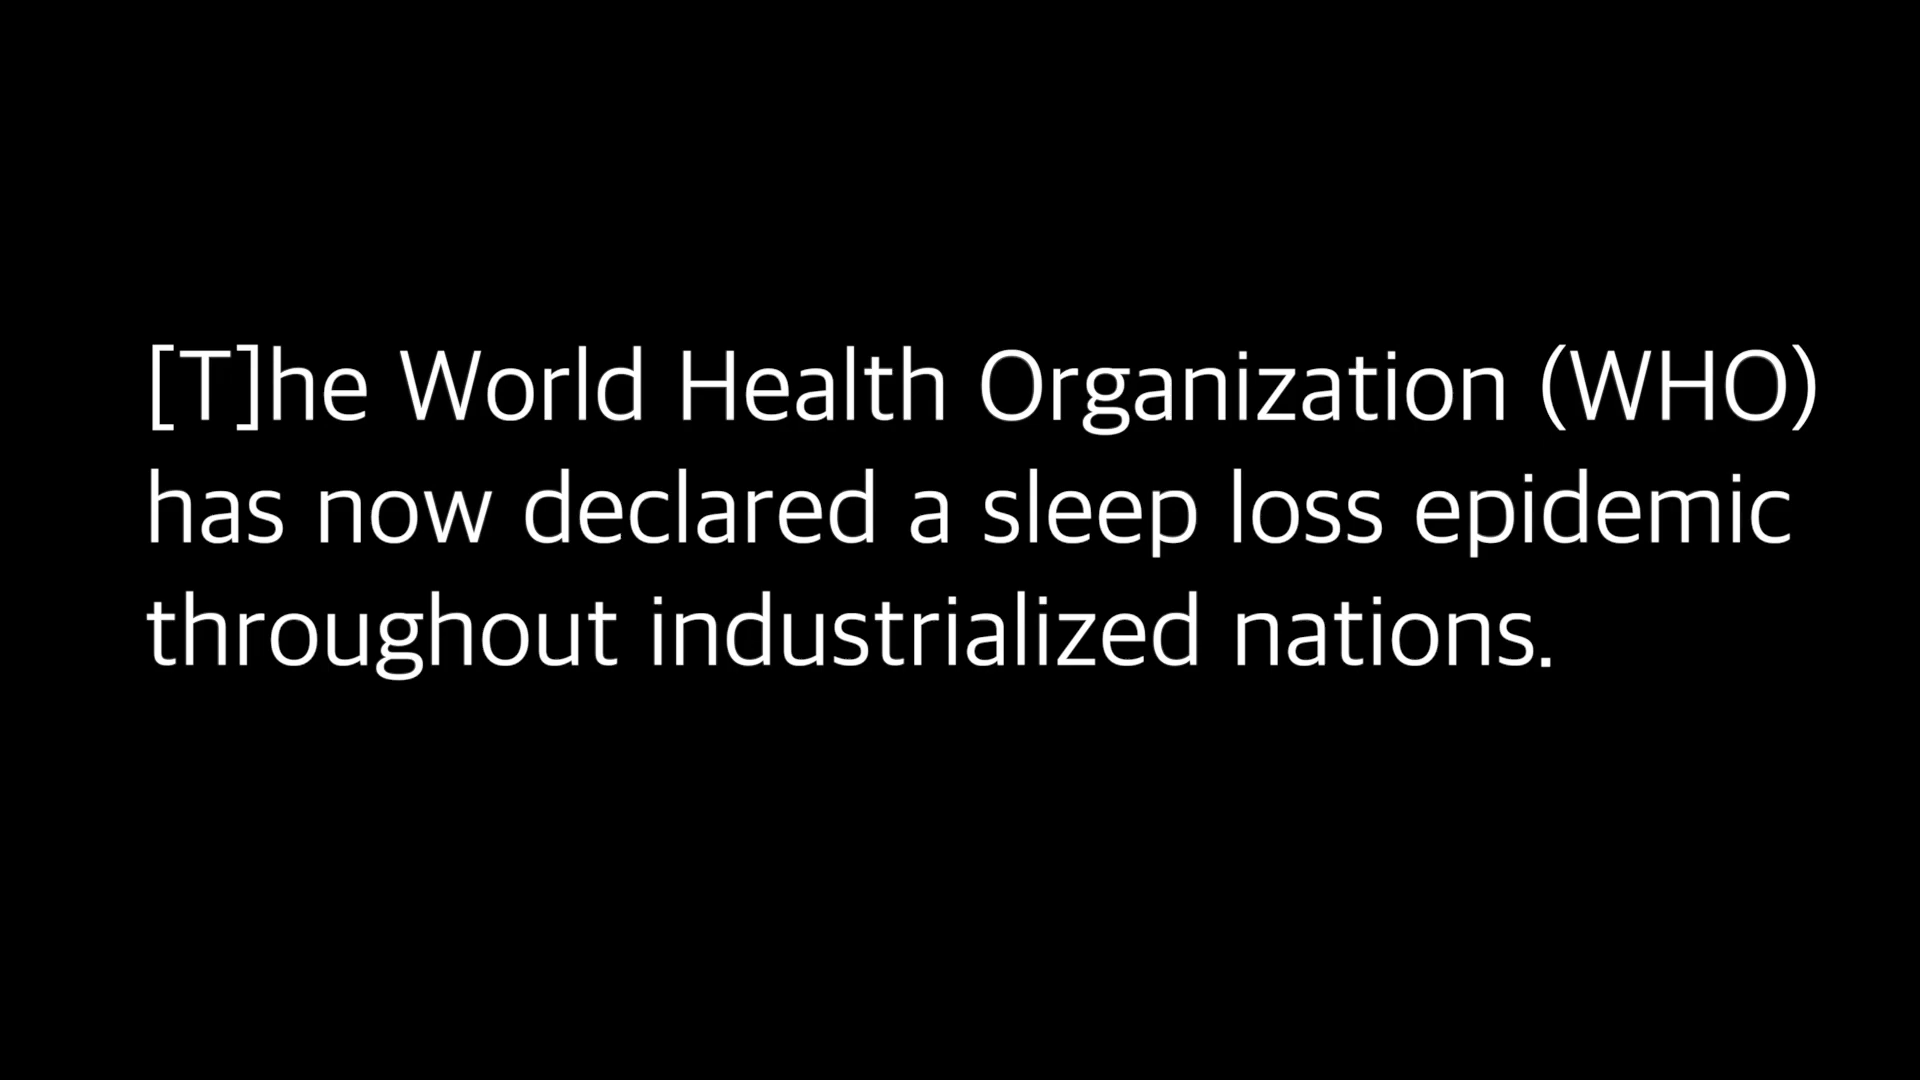 [T]he World Health Organization (WHO)
has now declared a sleep loss epidemic
throughout industrialized nations.